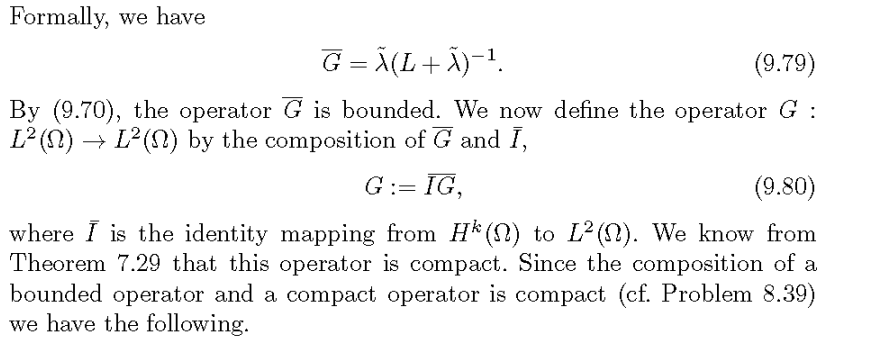 Formally, we have
G̅ = λ̃(L + λ̃)⁻¹. (9.79)
By (9.70), the operator G̅ is bounded. We now define the operator G :
L²(Ω) → L²(Ω) by the composition of G̅ and Ī,
G := I̅G̅, (9.80)
where Ī is the identity mapping from Hᵏ(Ω) to L²(Ω). We know from
Theorem 7.29 that this operator is compact. Since the composition of a
bounded operator and a compact operator is compact (cf. Problem 8.39)
we have the following.